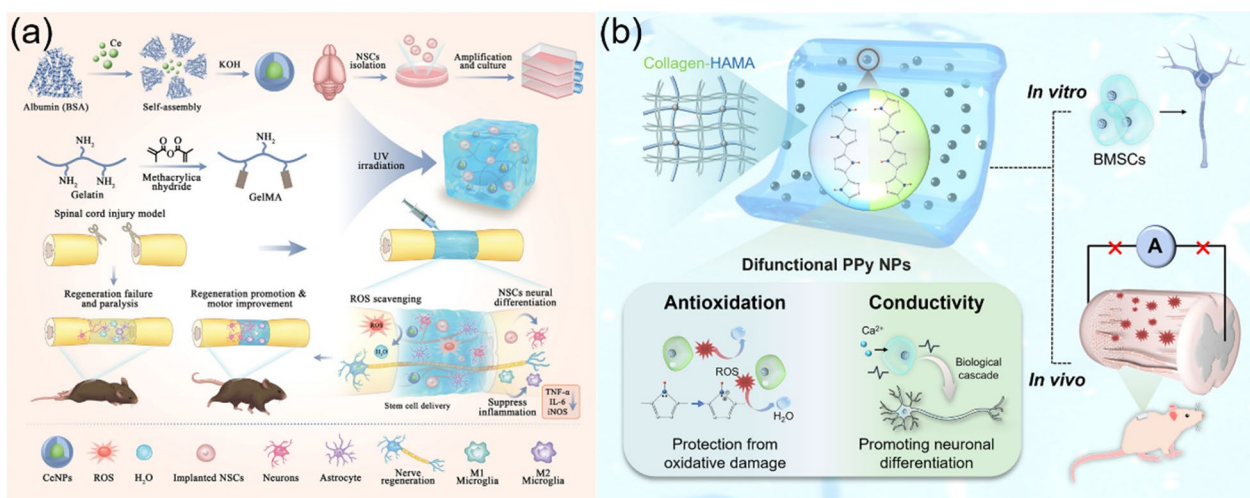 (a)
Ce
KOH
NSCs
isolation
Amplification
and culture
Albumin (BSA)
Self-assembly
NH2
NH2
NH2
Gelatin
Methacrylica
nhydride
NH2
GelMA
UV
irradiation
Spinal cord injury model
Regeneration failure
and paralysis
Regeneration promotion &
motor improvement
ROS scavenging
NSCs neural
differentiation
ROS
H2O
Stem cell delivery
Suppress
inflammation
TNF-α
IL-6
iNOS
CeNPs
ROS
H2O
Implanted NSCs
Neurons
Astrocyte
Nerve
regeneration
M1
Microglia
M2
Microglia
(b)
Collagen-HAMA
In vitro
BMSCs
Difunctional PPy NPs
Antioxidation
ROS
H2O
Protection from
oxidative damage
Conductivity
Ca2+
Biological
cascade
Promoting neuronal
differentiation
A
In vivo